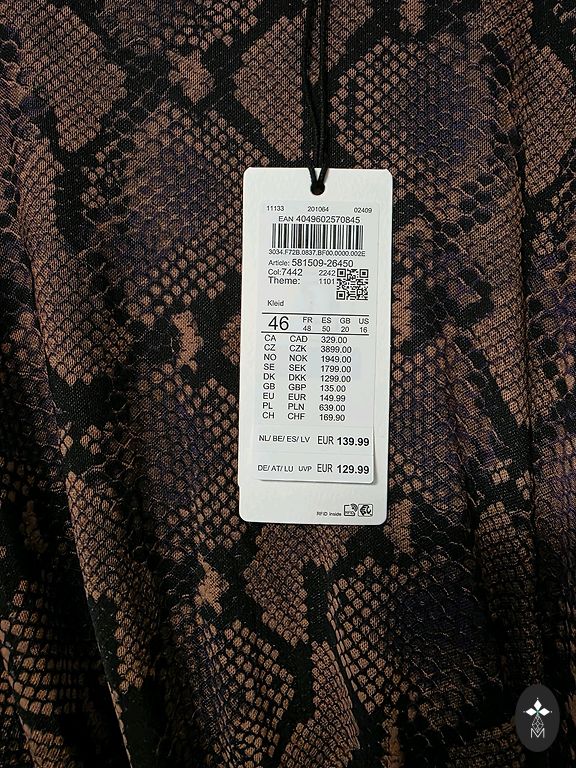 11133 201064 02409
EAN 4049602570845
3034.F72B.0837.BF00.0000.002E
Article: 581509-26450
Col:7442 2242
Theme: 1101
Kleid
46 FR 48 ES 50 GB 20 US 16
CA CAD 329.00
CZ CZK 3899.00
NO NOK 1949.00
SE SEK 1799.00
DK DKK 1299.00
GB GBP 135.00
EU EUR 149.99
PL PLN 639.00
CH CHF 169.90
NL/ BE/ ES/ LV EUR 139.99
DE/ AT/ LU UVP EUR 129.99
RFID inside